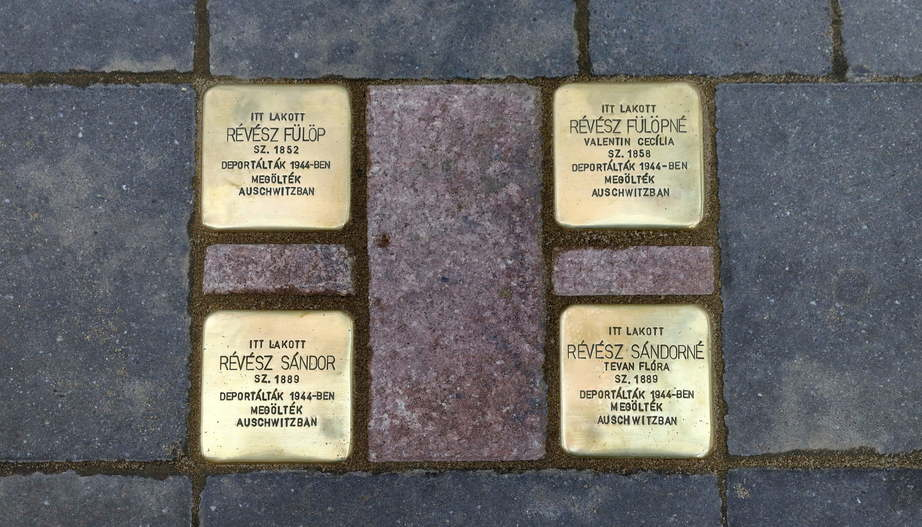 ITT LAKOTT
RÉVÉSZ FÜLÖP
SZ. 1852
DEPORTÁLTÁK 1944-BEN
MEGÖLTÉK
AUSCHWITZBAN
ITT LAKOTT
RÉVÉSZ FÜLÖPNÉ
VALENTIN CECÍLIA
SZ. 1858
DEPORTÁLTÁK 1944-BEN
MEGÖLTÉK
AUSCHWITZBAN
ITT LAKOTT
RÉVÉSZ SÁNDOR
SZ. 1889
DEPORTÁLTÁK 1944-BEN
MEGÖLTÉK
AUSCHWITZBAN
ITT LAKOTT
RÉVÉSZ SÁNDORNÉ
TEVAN FLÓRA
SZ. 1889
DEPORTÁLTÁK 1944-BEN
MEGÖLTÉK
AUSCHWITZBAN